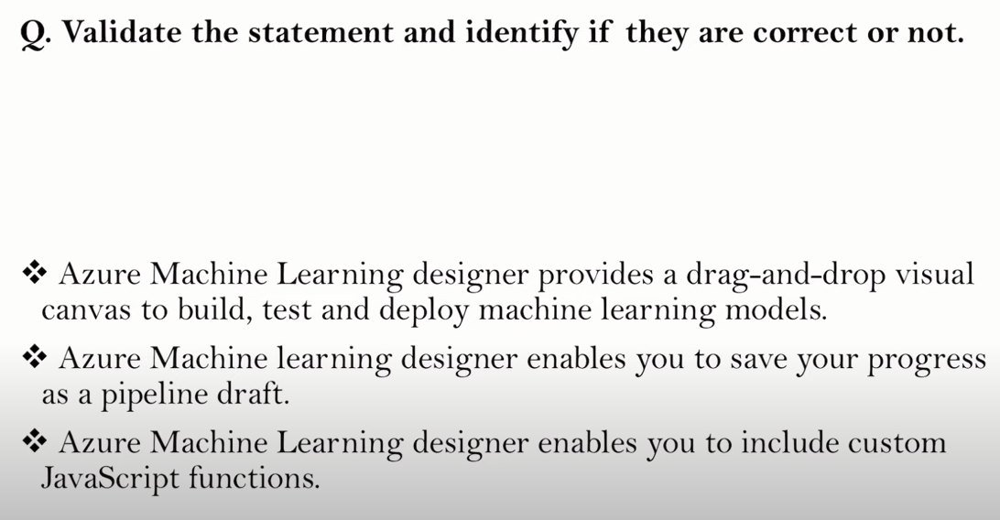 Q. Validate the statement and identify if they are correct or not.
❖ Azure Machine Learning designer provides a drag-and-drop visual
canvas to build, test and deploy machine learning models.
❖ Azure Machine learning designer enables you to save your progress
as a pipeline draft.
❖ Azure Machine Learning designer enables you to include custom
JavaScript functions.